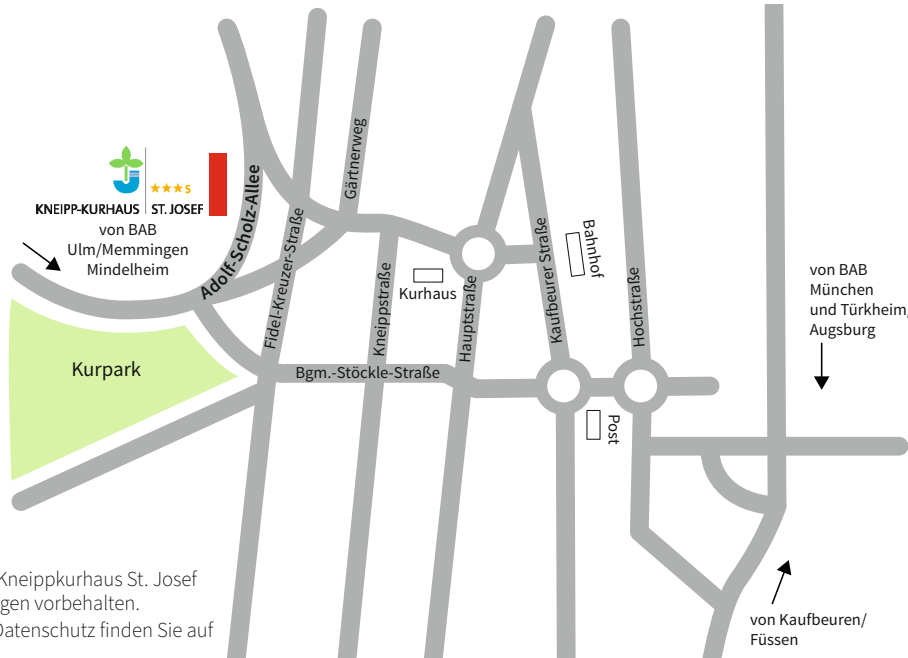 KNEIPP-KURHAUS ST. JOSEF
★★★S
von BAB
Ulm/Memmingen
Mindelheim
Adolf-Scholz-Allee
Fidel-Kreuzer-Straße
Gärtnerweg
Kneippstraße
Kurhaus
Hauptstraße
Kaufbeurer Straße
Bahnhof
Hochstraße
von BAB
München
und Türkheim,
Augsburg
Kurpark
Bgm.-Stöckle-Straße
Post
Kneippkurhaus St. Josef
gen vorbehalten.
Datenschutz finden Sie auf
von Kaufbeuren/
Füssen